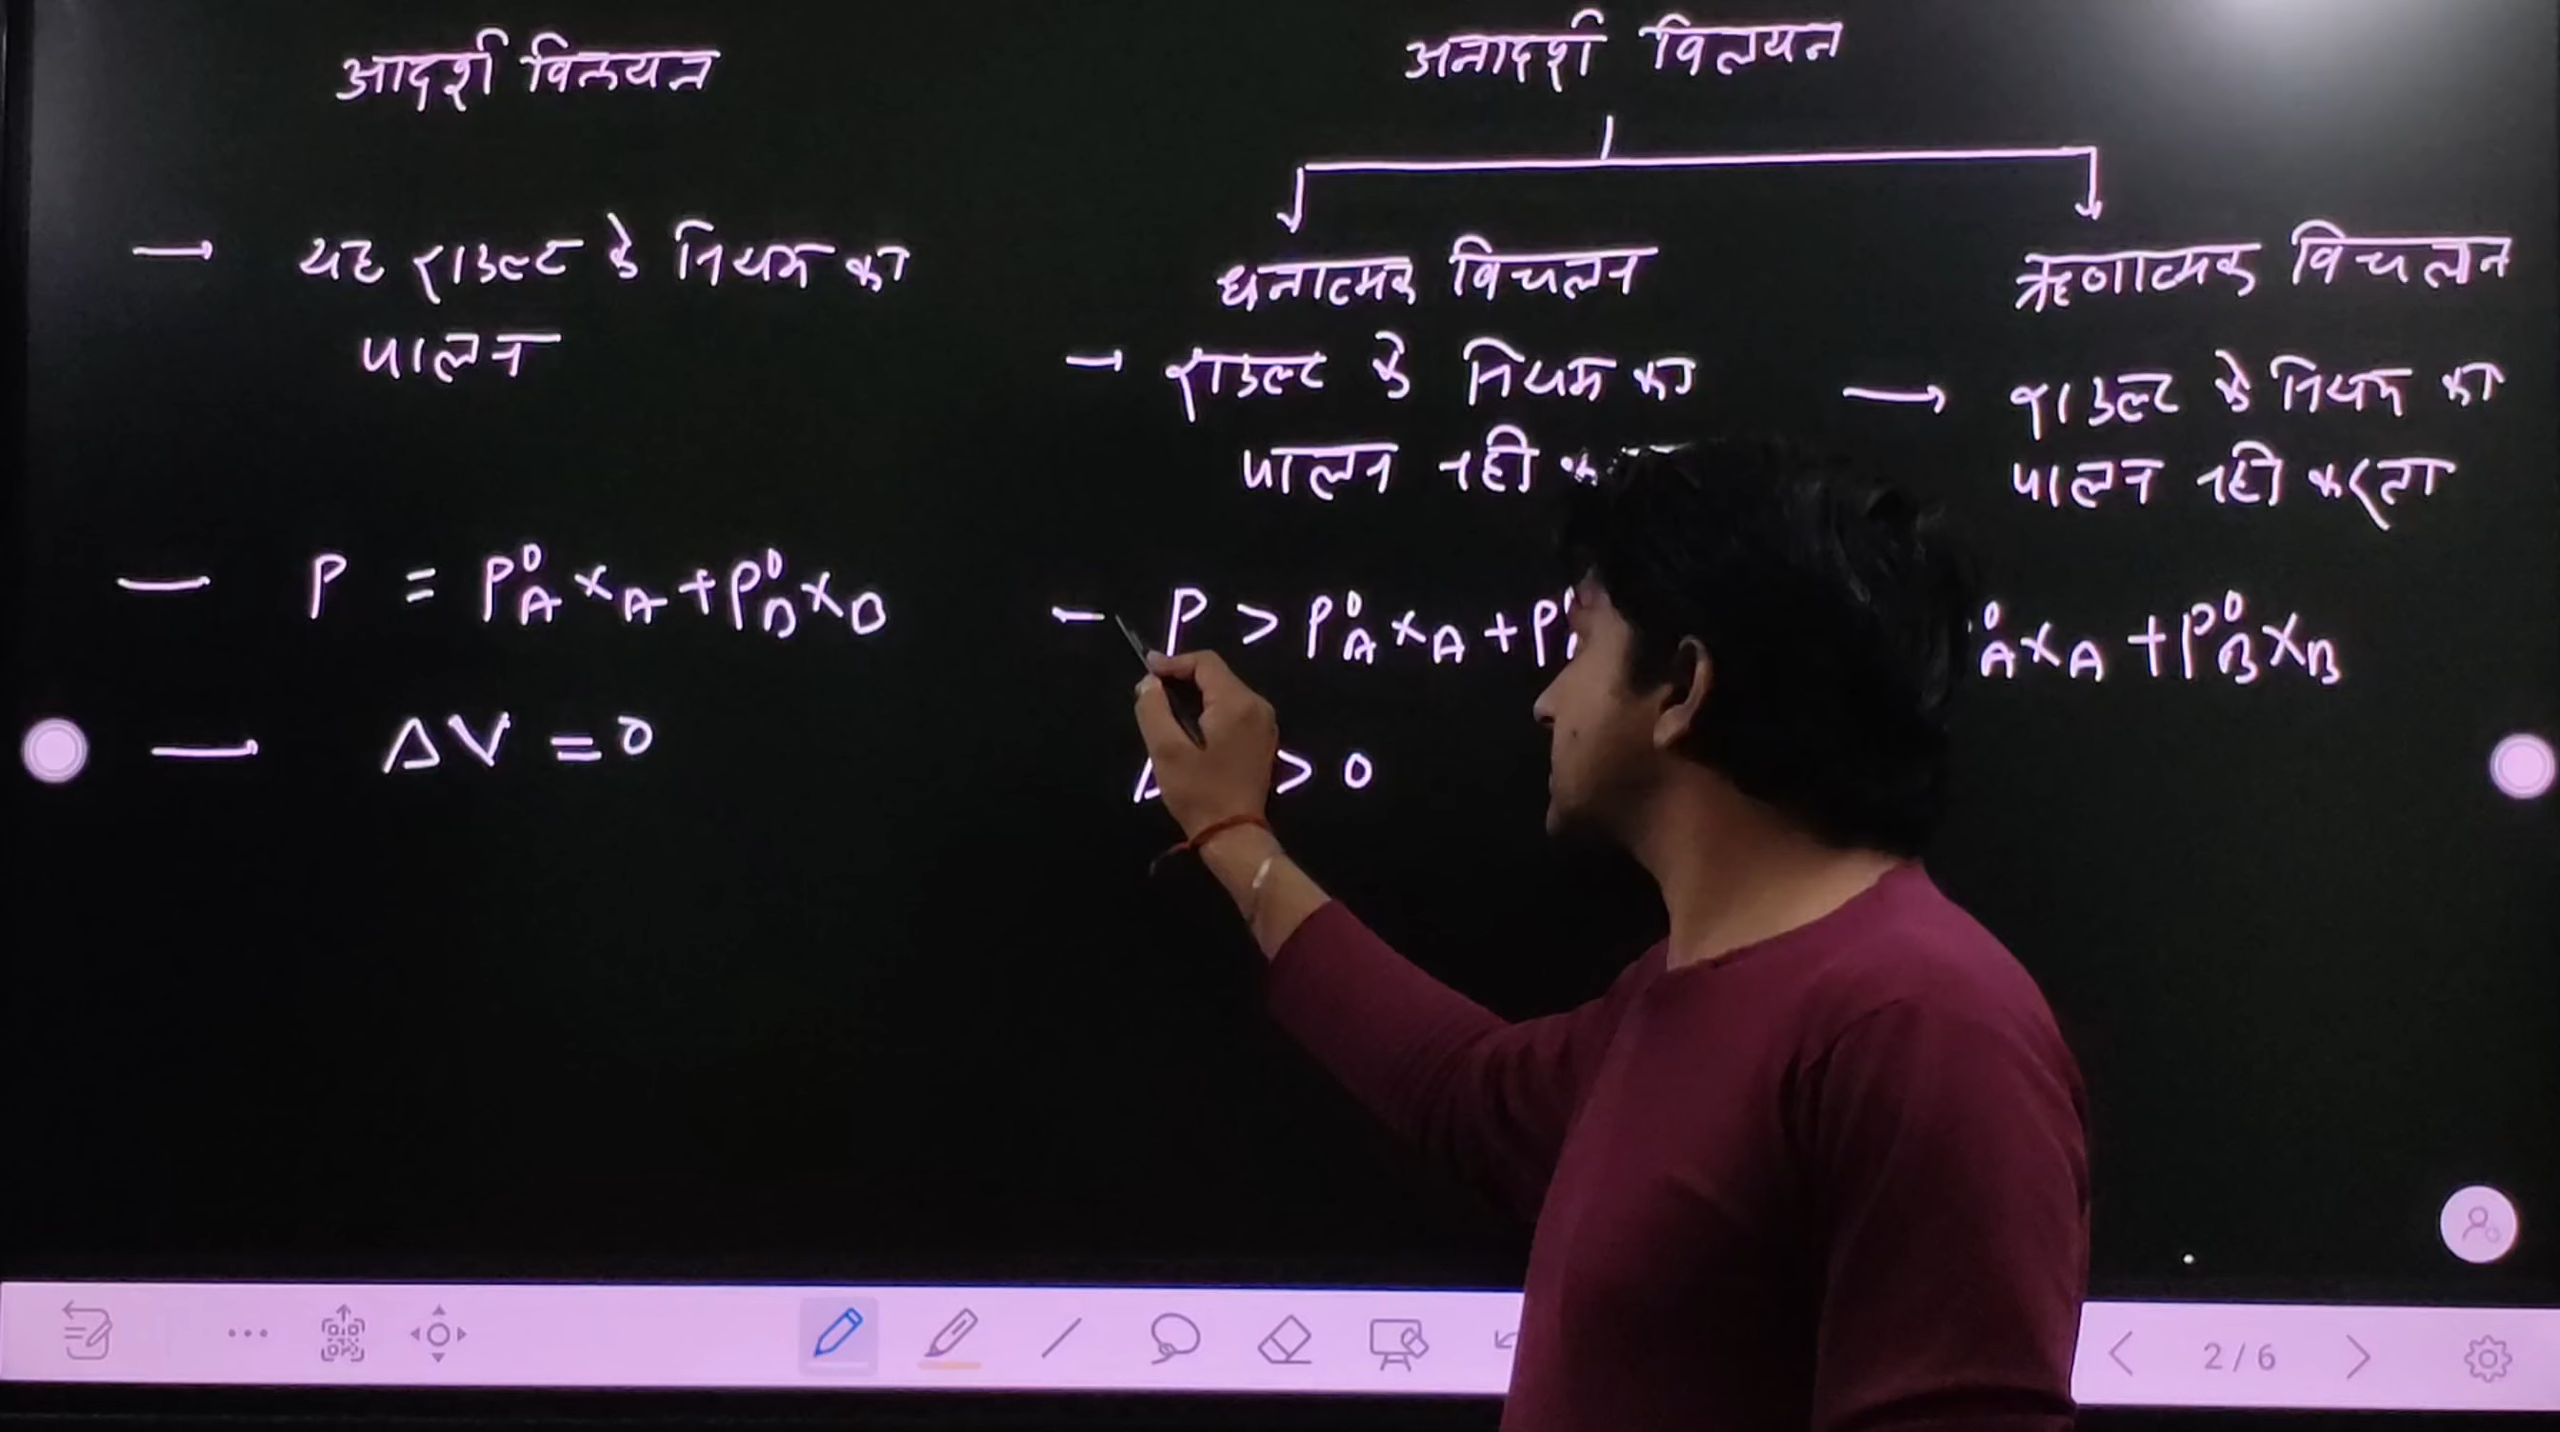 आदर्श विलयन
अनादर्श विलयन
→ यह राउल्ट के नियम का
पालन
— P = P°A xA + P°B xB
— ΔV = 0
धनात्मक विचलन
→ राउल्ट के नियम का
पालन नही
— P > P°A xA + P°
> 0
ऋणात्मक विचलन
→ राउल्ट के नियम का
पालन नही करता
°A xA + P°B xB
2/6